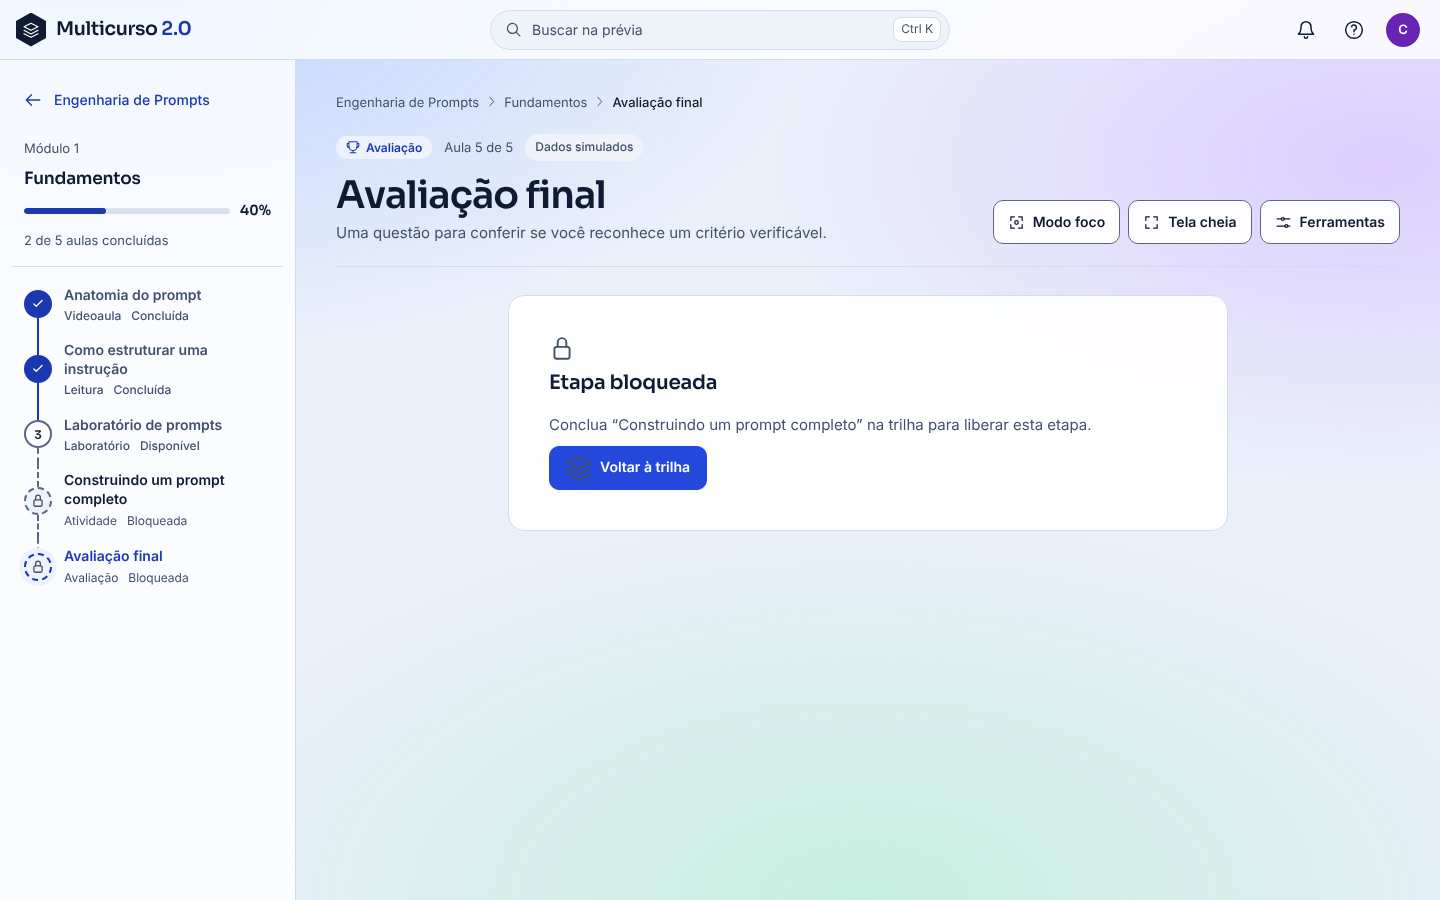 Multicurso 2.0
Buscar na prévia
Ctrl K
C
Engenharia de Prompts
Módulo 1
Fundamentos
40%
2 de 5 aulas concluídas
Anatomia do prompt
Videoaula Concluída
Como estruturar uma
instrução
Leitura Concluída
3
Laboratório de prompts
Laboratório Disponível
Construindo um prompt
completo
Atividade Bloqueada
Avaliação final
Avaliação Bloqueada
Engenharia de Prompts > Fundamentos > Avaliação final
Avaliação Aula 5 de 5 Dados simulados
Avaliação final
Uma questão para conferir se você reconhece um critério verificável.
Modo foco
Tela cheia
Ferramentas
Etapa bloqueada
Conclua “Construindo um prompt completo” na trilha para liberar esta etapa.
Voltar à trilha